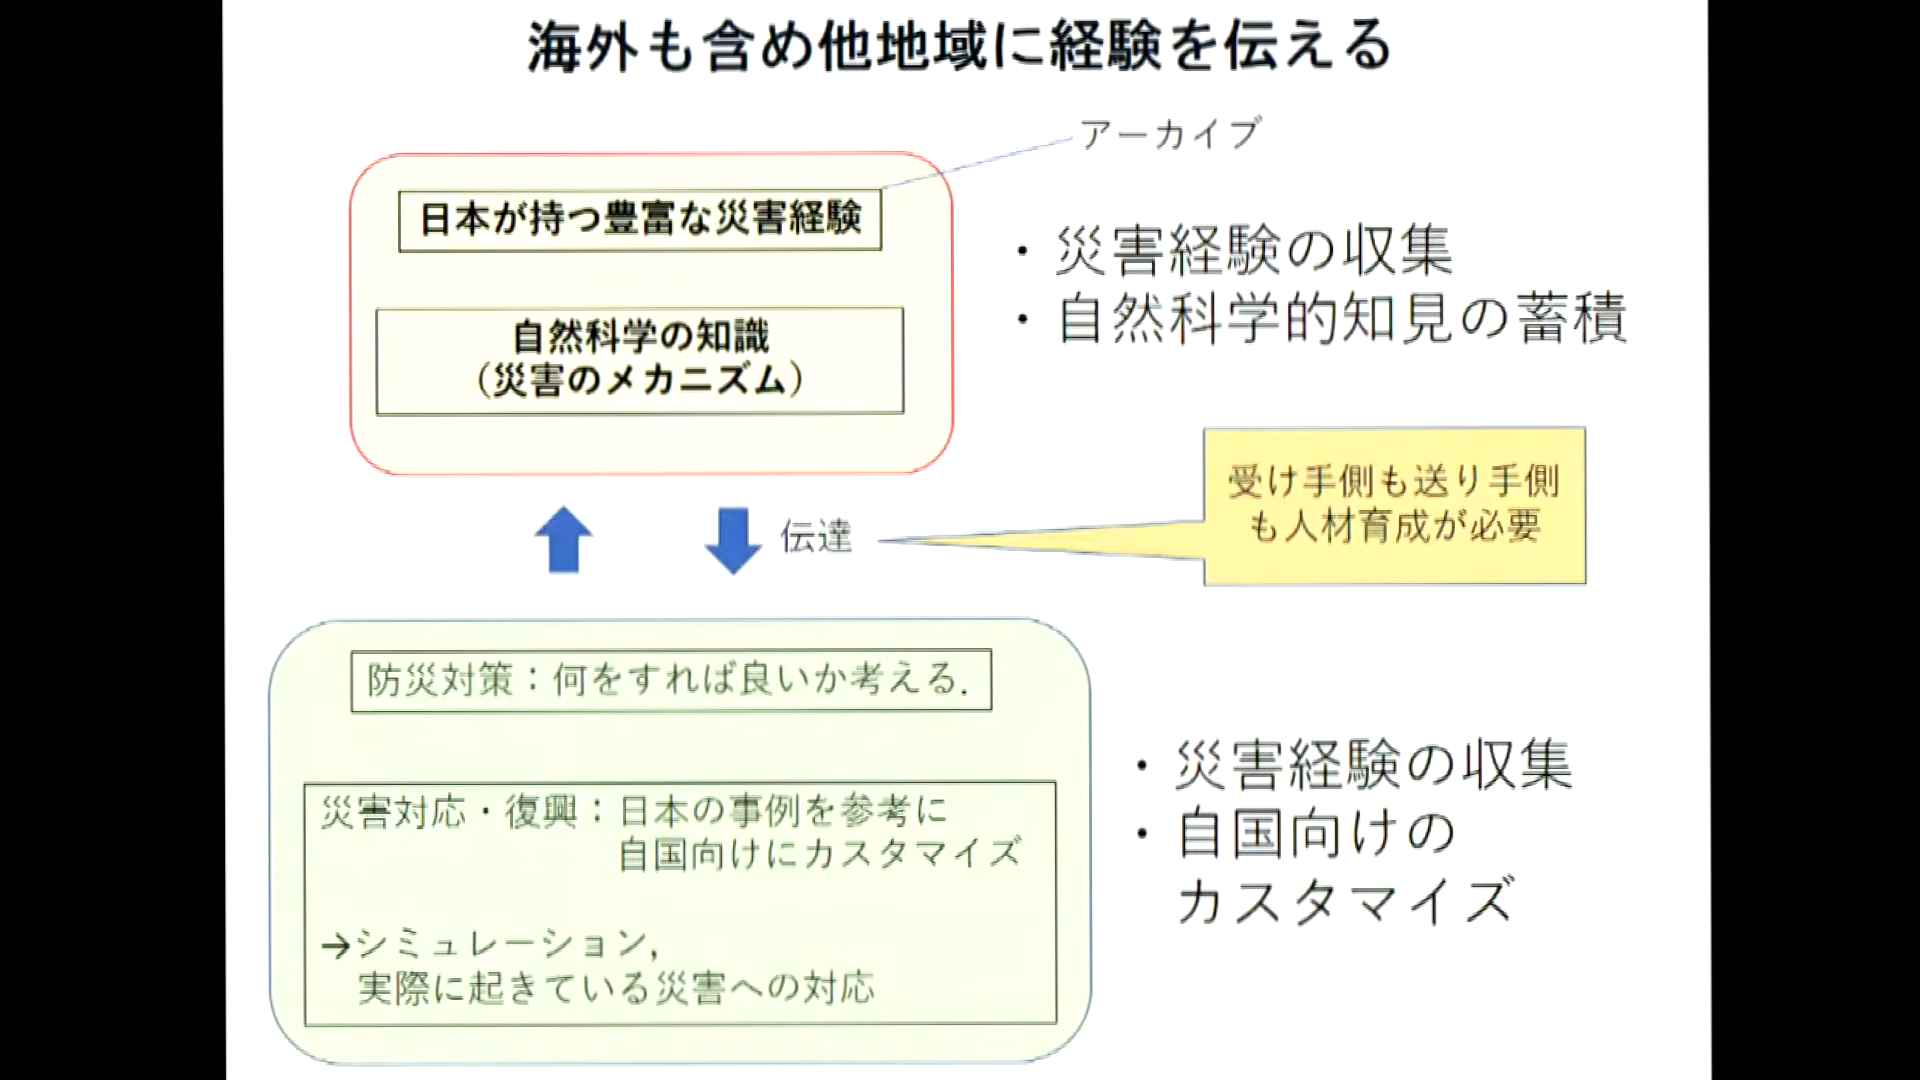 海外も含め他地域に経験を伝える
アーカイブ
日本が持つ豊富な災害経験
自然科学の知識
（災害のメカニズム）
・災害経験の収集
・自然科学的知見の蓄積
伝達
受け手側も送り手側
も人材育成が必要
防災対策：何をすれば良いか考える．
災害対応・復興：日本の事例を参考に
自国向けにカスタマイズ
→シミュレーション，
実際に起きている災害への対応
・災害経験の収集
・自国向けの
カスタマイズ